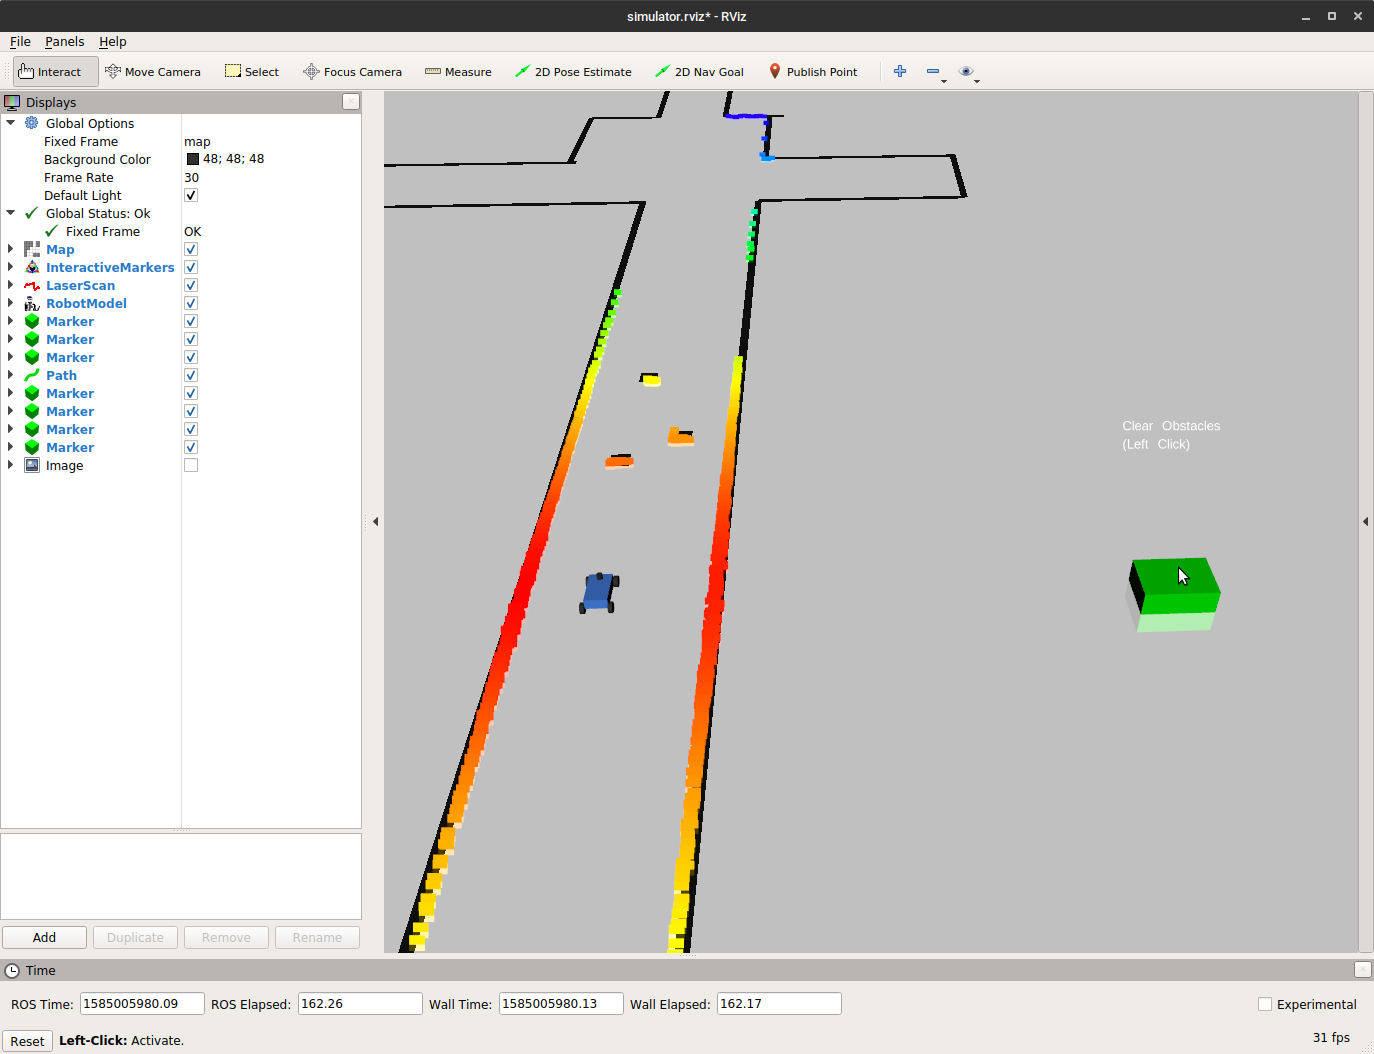 simulator.rviz* - RViz
File Panels Help
Interact Move Camera Select Focus Camera Measure 2D Pose Estimate 2D Nav Goal Publish Point
Displays
Global Options
Fixed Frame map
Background Color 48; 48; 48
Frame Rate 30
Default Light
Global Status: Ok
Fixed Frame OK
Map
InteractiveMarkers
LaserScan
RobotModel
Marker
Marker
Marker
Path
Marker
Marker
Marker
Marker
Image
Clear Obstacles
(Left Click)
Add Duplicate Remove Rename
Time
ROS Time: 1585005980.09 ROS Elapsed: 162.26 Wall Time: 1585005980.13 Wall Elapsed: 162.17 Experimental
Reset Left-Click: Activate. 31 fps